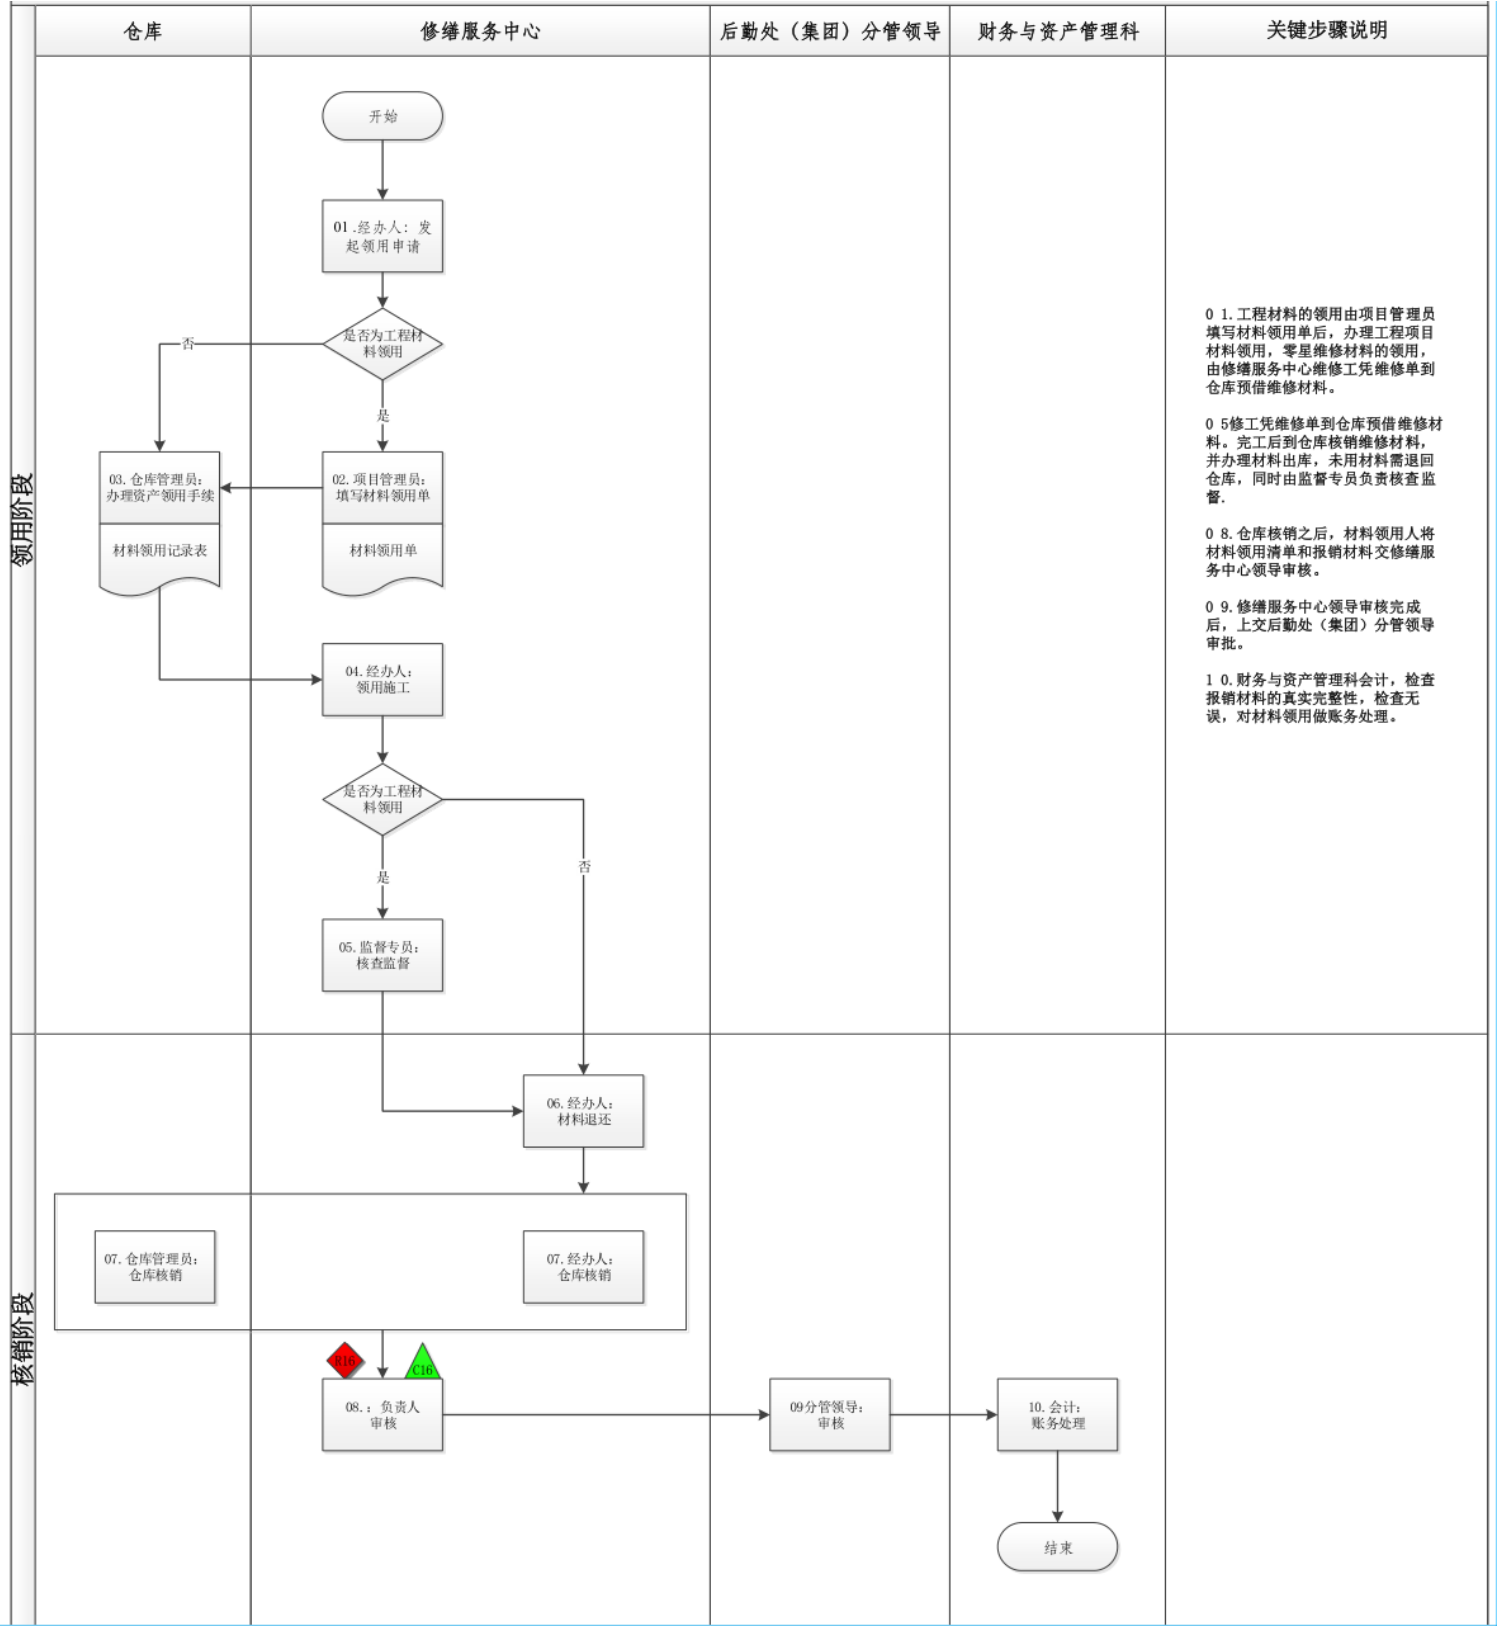 仓库
修缮服务中心
后勤处（集团）分管领导
财务与资产管理科
关键步骤说明
领用阶段
开始
01.经办人：发
起领用申请
是否为工程材
料领用
否
是
03.仓库管理员：
办理资产领用手续
材料领用记录表
02.项目管理员：
填写材料领用单
材料领用单
04.经办人：
领用施工
是否为工程材
料领用
是
否
05.监督专员：
核查监督
0 1.工程材料的领用由项目管理员
填写材料领用单后，办理工程项目
材料领用，零星维修材料的领用，
由修缮服务中心维修工凭维修单到
仓库预借维修材料。
0 5修工凭维修单到仓库预借维修材
料。完工后到仓库核销维修材料，
并办理材料出库，未用材料需退回
仓库，同时由监督专员负责核查监
督.
0 8.仓库核销之后，材料领用人将
材料领用清单和报销材料交修缮服
务中心领导审核。
0 9.修缮服务中心领导审核完成
后，上交后勤处（集团）分管领导
审批。
1 0.财务与资产管理科会计，检查
报销材料的真实完整性，检查无
误，对材料领用做账务处理。
核销阶段
06.经办人：
材料退还
07.仓库管理员：
仓库核销
07.经办人：
仓库核销
R16
C16
08.：负责人
审核
09分管领导：
审核
10.会计：
账务处理
结束